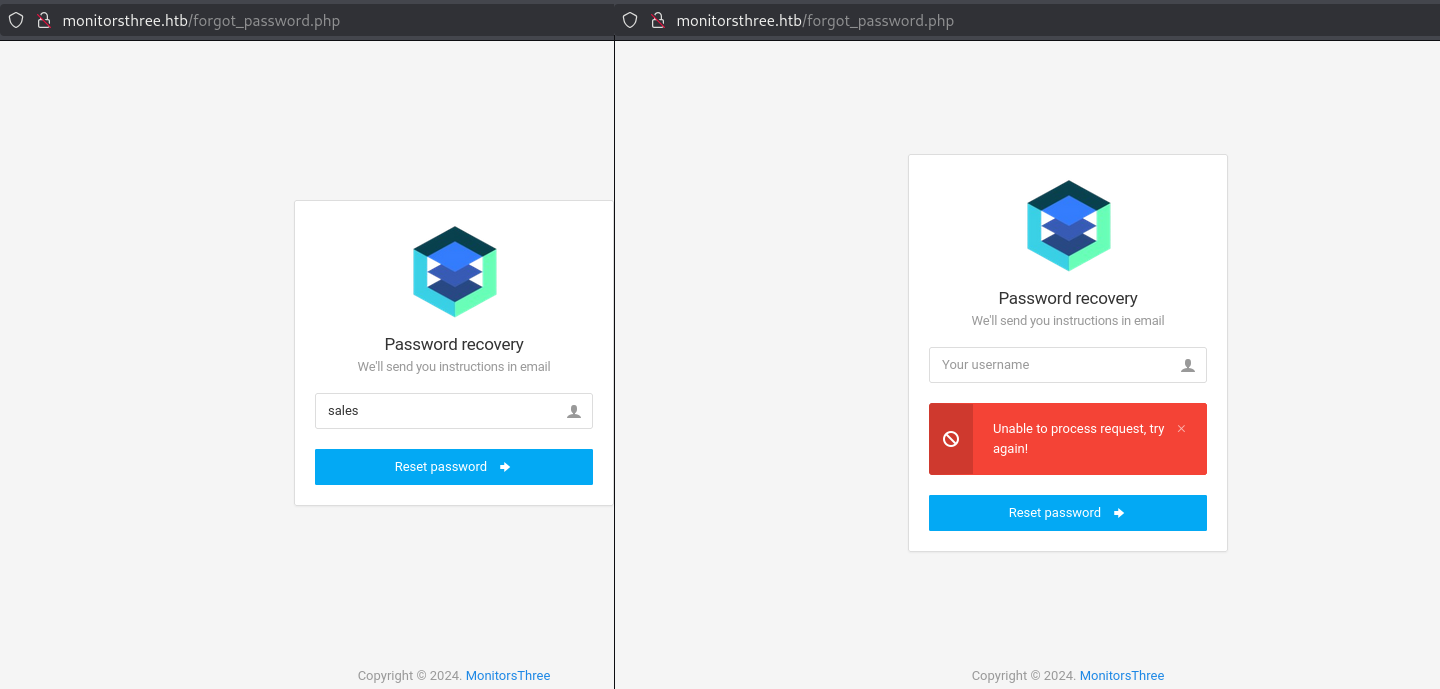 monitorsthree.htb/forgot_password.php
Password recovery
We'll send you instructions in email
sales
Reset password
Copyright © 2024. MonitorsThree
monitorsthree.htb/forgot_password.php
Password recovery
We'll send you instructions in email
Your username
Unable to process request, try
again!
Reset password
Copyright © 2024. MonitorsThree